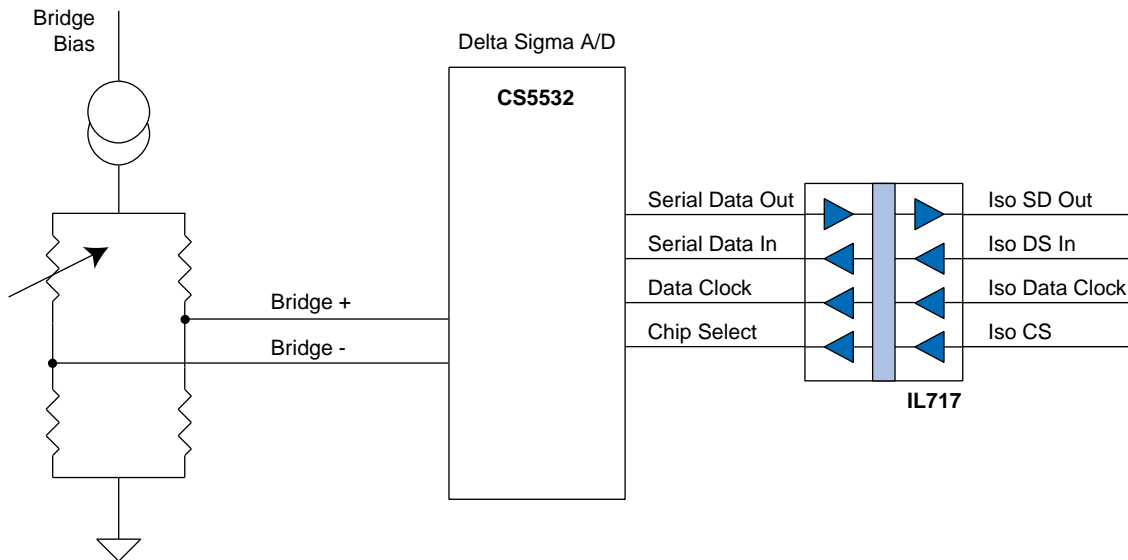 Bridge
Bias
Delta Sigma A/D
CS5532
Serial Data Out
Iso SD Out
Serial Data In
Iso DS In
Data Clock
Iso Data Clock
Chip Select
Iso CS
Bridge +
Bridge -
IL717